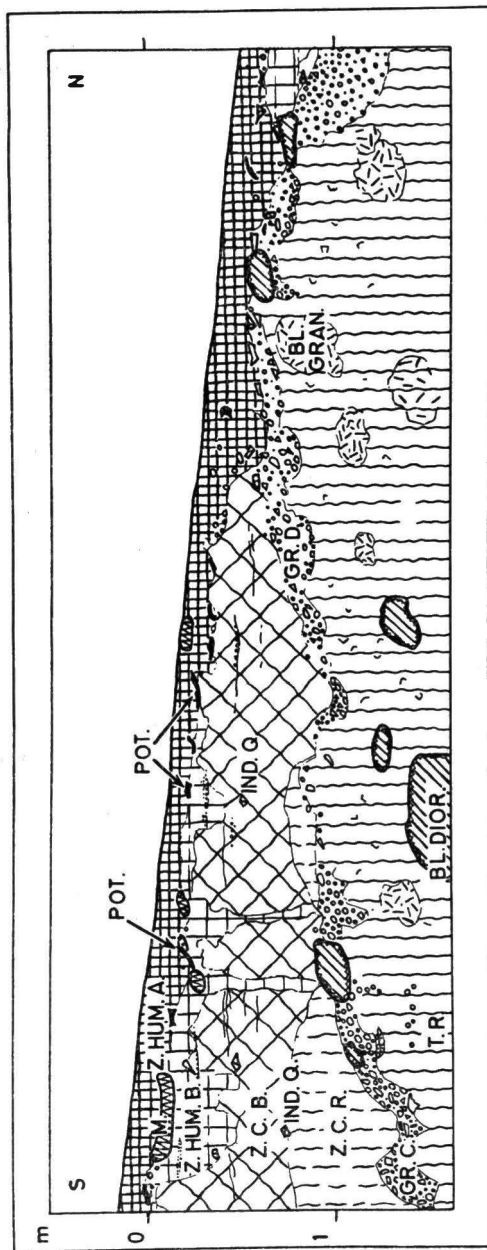 m
0
1
S
N
POT.
POT.
M.
Z. HUM. A.
Z. HUM. B.
Z. C. B.
IND. Q.
IND. Q.
Z. C. R.
GR. C.
GR. D.
T. R.
BL. DIOR.
BL.
GRAN.